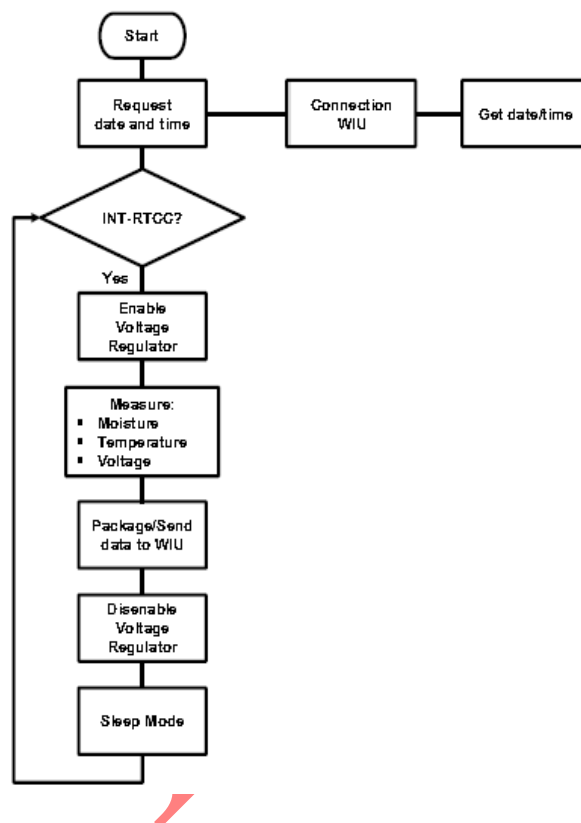 Start
Request
date and time
Connection
WIU
Get date/time
INT-RTCC?
Yes
Enable
Voltage
Regulator
Measure:
▪ Moisture
▪ Temperature
▪ Voltage
Package/Send
data to WIU
Disenable
Voltage
Regulator
Sleep Mode